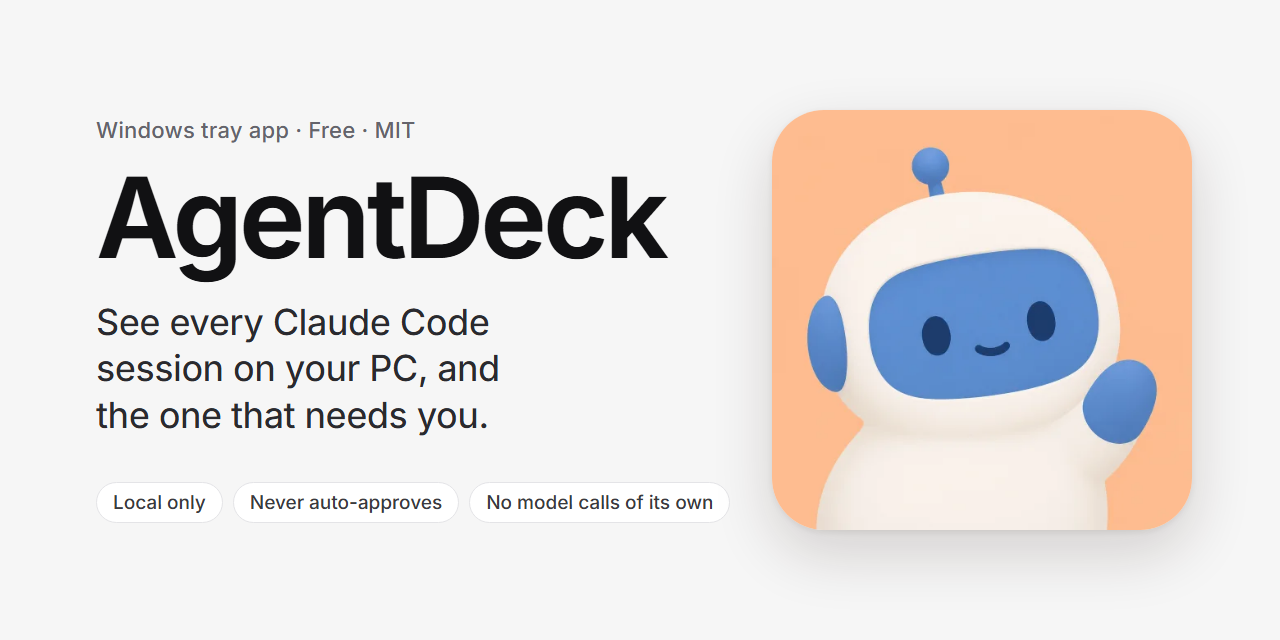 Windows tray app · Free · MIT
AgentDeck
See every Claude Code
session on your PC, and
the one that needs you.
Local only
Never auto-approves
No model calls of its own